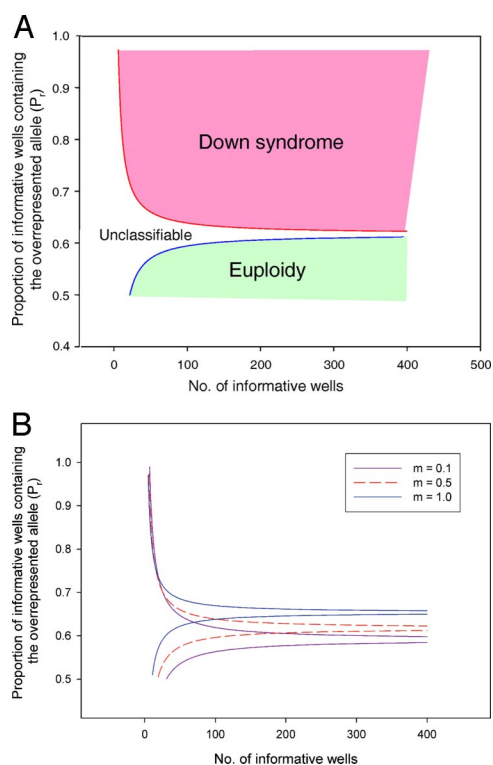 A
Proportion of informative wells containing
the overrepresented allele (Pr)
1.0
0.9
0.8
0.7
0.6
0.5
0.4
Down syndrome
Unclassifiable
Euploidy
0 100 200 300 400 500
No. of informative wells
B
Proportion of informative wells containing
the overrepresented allele (Pr)
1.0
0.9
0.8
0.7
0.6
0.5
m = 0.1
m = 0.5
m = 1.0
0 100 200 300 400
No. of informative wells